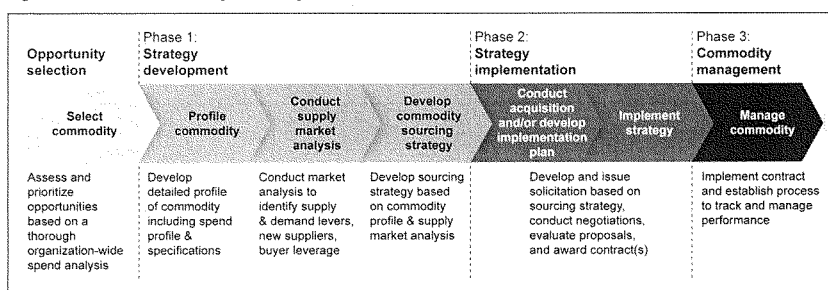 Opportunity
selection
Phase 1:
Strategy
development
Phase 2:
Strategy
implementation
Phase 3:
Commodity
management
Select
commodity
Profile
commodity
Conduct
supply
market
analysis
Develop
commodity
sourcing
strategy
Conduct
acquisition
and/or develop
implementation
plan
Implement
strategy
Manage
commodity
Assess and
prioritize
opportunities
based on a
thorough
organization-wide
spend analysis
Develop
detailed profile
of commodity
including spend
profile &
specifications
Conduct market
analysis to
identify supply
& demand levers,
new suppliers,
buyer leverage
Develop sourcing
strategy based on
commodity
profile & supply
market analysis
Develop and issue
solicitation based on
sourcing strategy,
conduct negotiations,
evaluate proposals,
and award contract(s)
Implement contract
and establish process
to track and manage
performance